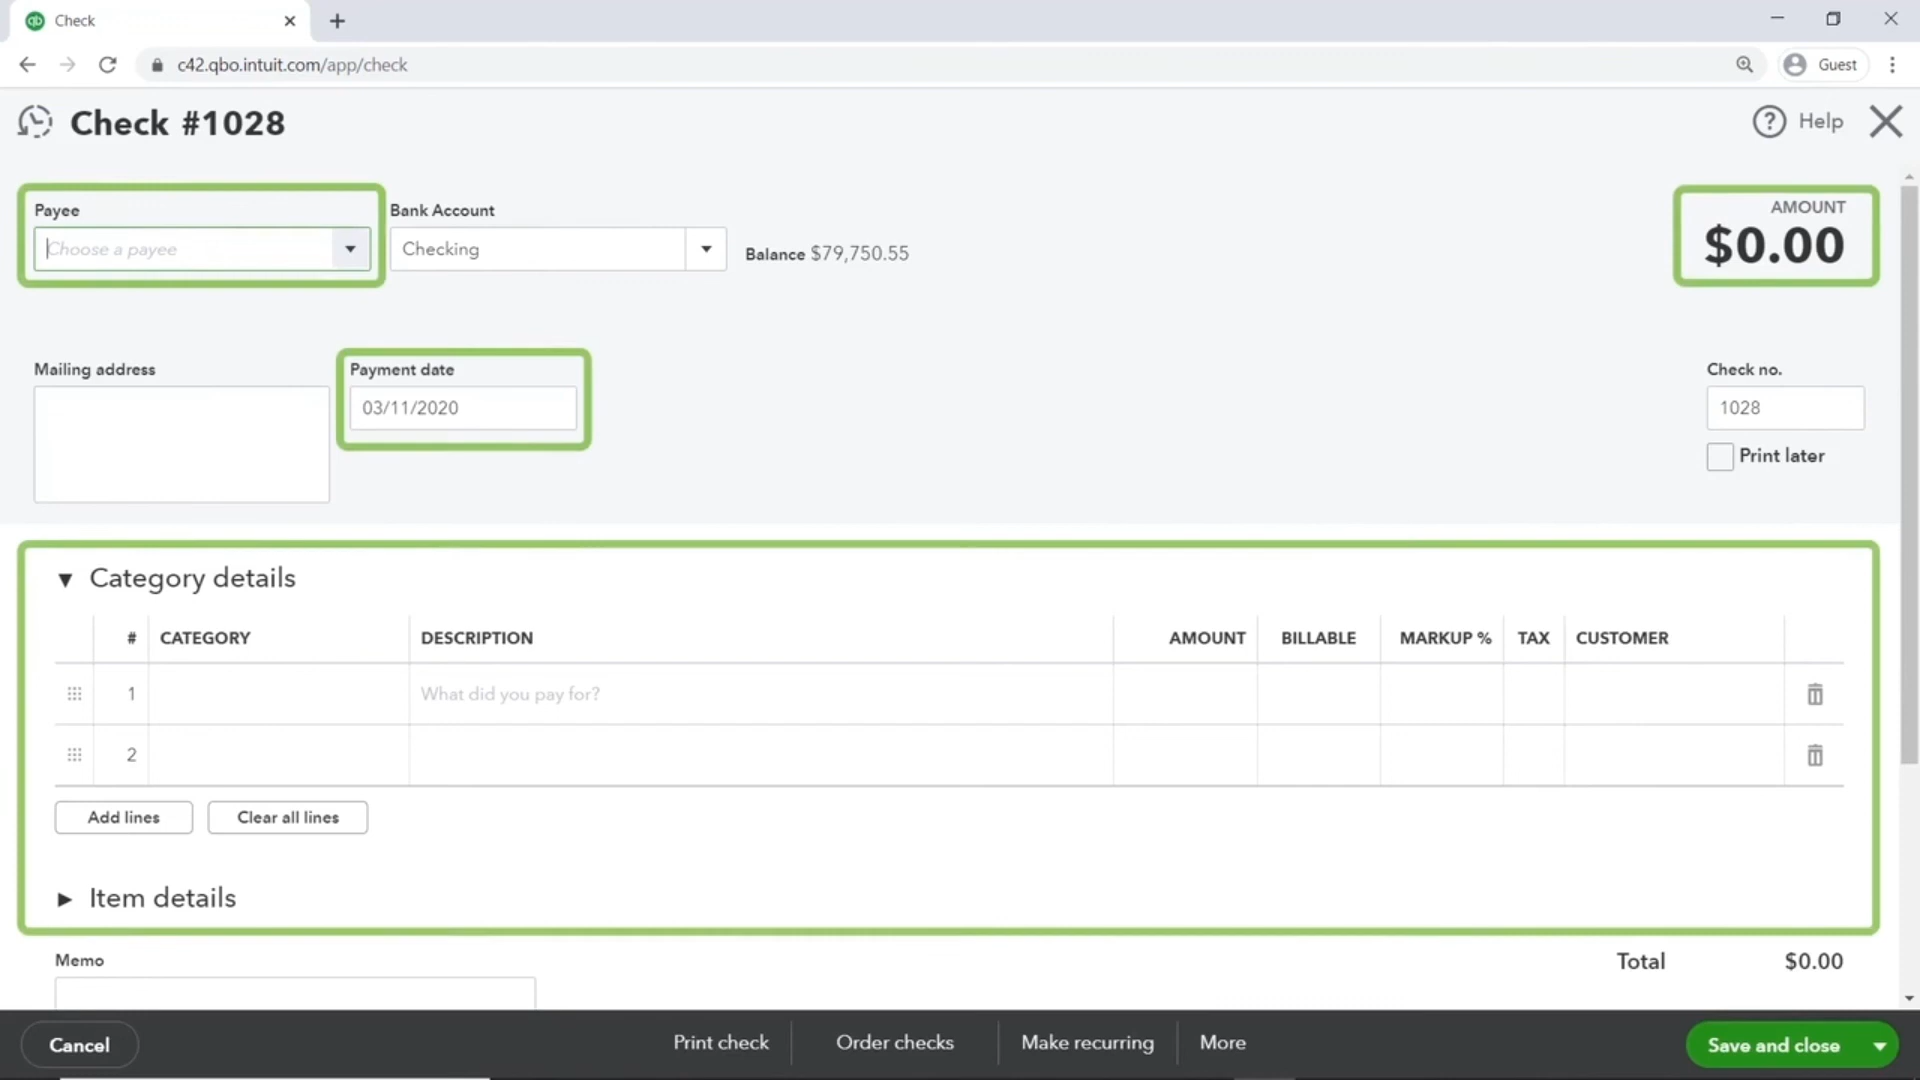 Check
c42.qbo.intuit.com/app/check
Guest
Check #1028
Help
Payee
Bank Account
AMOUNT
Choose a payee
Checking
Balance $79,750.55
$0.00
Mailing address
Payment date
Check no.
03/11/2020
1028
Print later
Category details
# CATEGORY DESCRIPTION AMOUNT BILLABLE MARKUP % TAX CUSTOMER
1 What did you pay for?
2
Add lines Clear all lines
Item details
Memo
Total $0.00
Cancel Print check Order checks Make recurring More Save and close